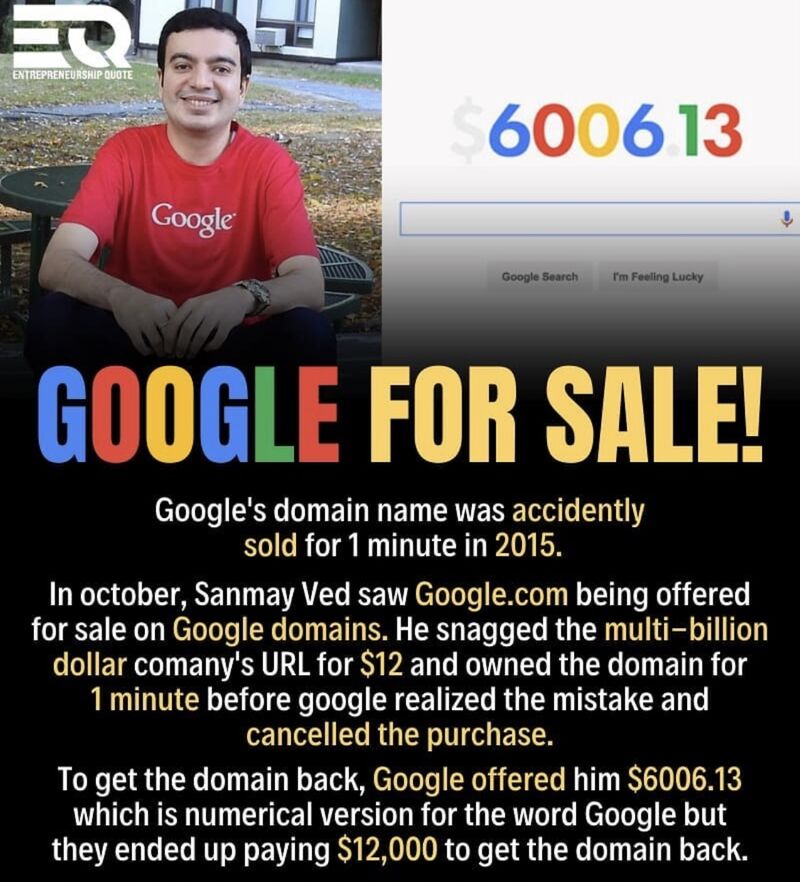 EQ
ENTREPRENEURSHIP QUOTE
Google
$6006.13
Google Search
I'm Feeling Lucky
GOOGLE FOR SALE!
Google's domain name was accidently
sold for 1 minute in 2015.
In october, Sanmay Ved saw Google.com being offered
for sale on Google domains. He snagged the multi-billion
dollar comany's URL for $12 and owned the domain for
1 minute before google realized the mistake and
cancelled the purchase.
To get the domain back, Google offered him $6006.13
which is numerical version for the word Google but
they ended up paying $12,000 to get the domain back.